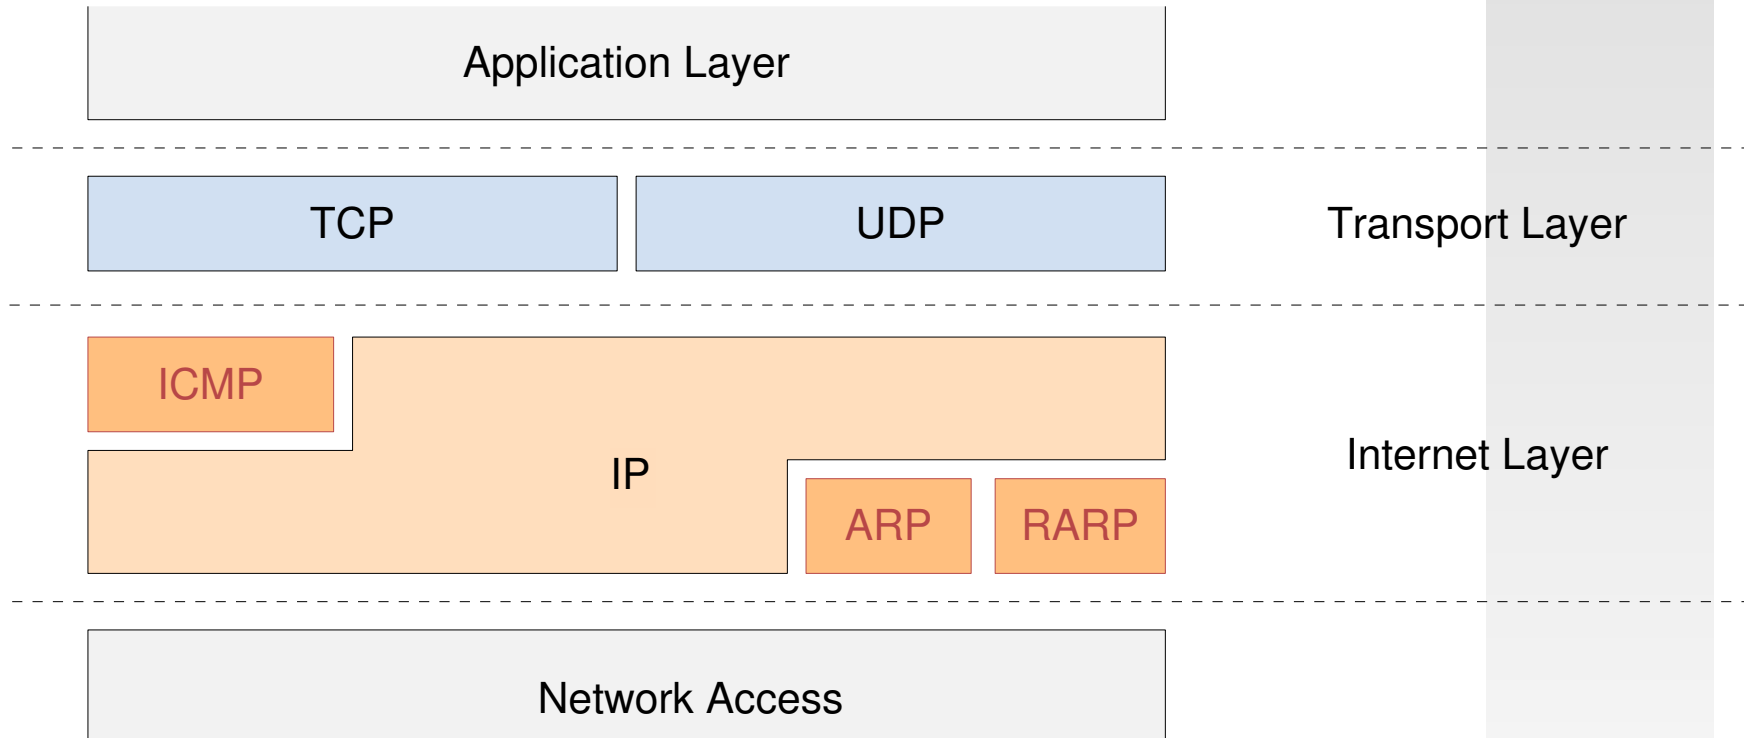 Application Layer
TCP
UDP
Transport Layer
ICMP
IP
Internet Layer
ARP
RARP
Network Access